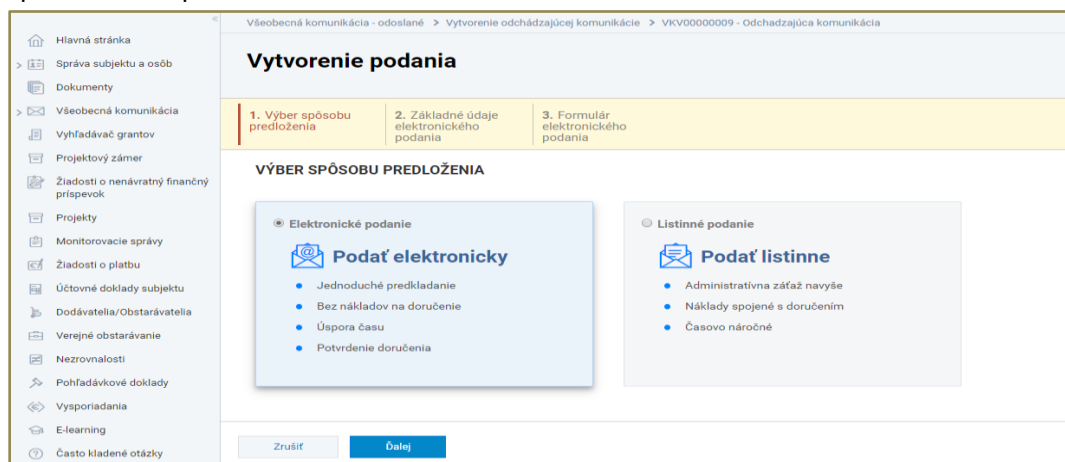 Všeobecná komunikácia - odoslané > Vytvorenie odchádzajúcej komunikácie > VKV00000009 - Odchadzajúca komunikácia
«
Hlavná stránka
> Správa subjektu a osôb
Dokumenty
> Všeobecná komunikácia
Vyhľadávač grantov
Projektový zámer
Žiadosti o nenávratný finančný
príspevok
Projekty
Monitorovacie správy
Žiadosti o platbu
Účtovné doklady subjektu
Dodávatelia/Obstarávatelia
Verejné obstarávanie
Nezrovnalosti
Pohľadávkové doklady
Vysporiadania
E-learning
Často kladené otázky
Vytvorenie podania
1. Výber spôsobu
predloženia
2. Základné údaje
elektronického
podania
3. Formulár
elektronického
podania
VÝBER SPÔSOBU PREDLOŽENIA
Elektronické podanie
Podať elektronicky
• Jednoduché predkladanie
• Bez nákladov na doručenie
• Úspora času
• Potvrdenie doručenia
Listinné podanie
Podať listinne
• Administratívna záťaž navyše
• Náklady spojené s doručením
• Časovo náročné
Zrušiť
Ďalej